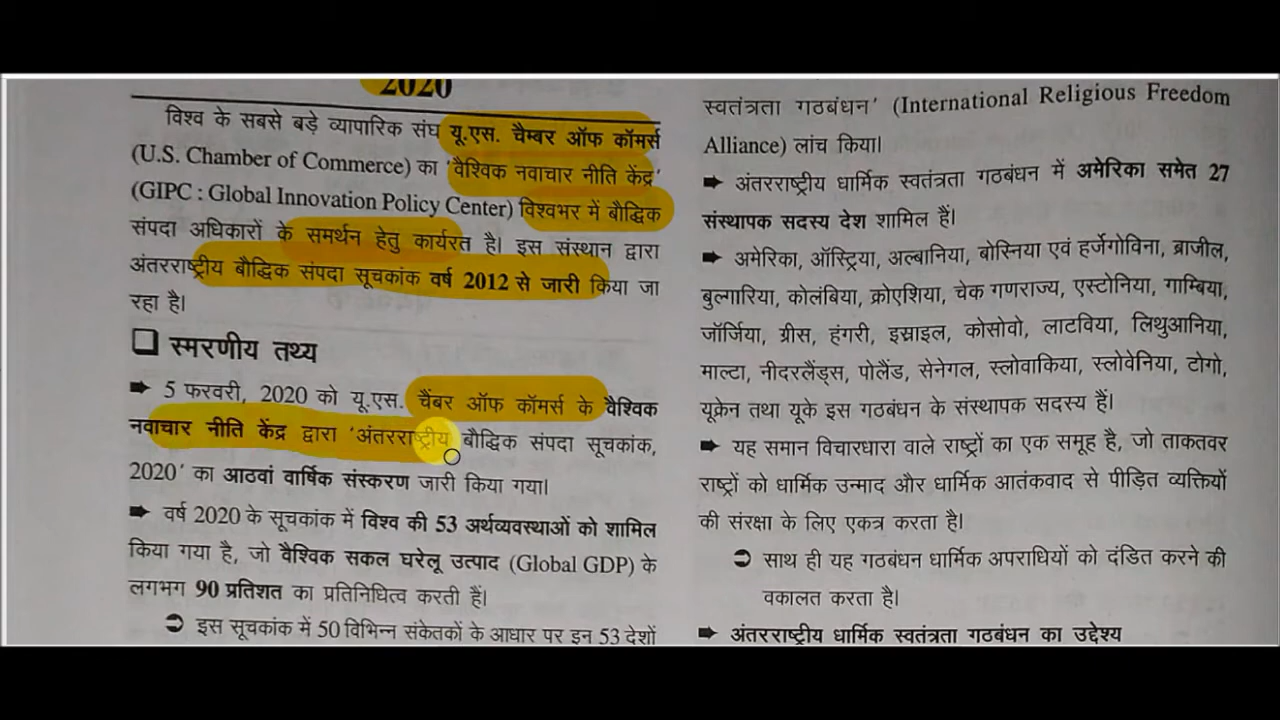 2020
विश्व के सबसे बड़े व्यापारिक संघ यू.एस. चैम्बर ऑफ कॉमर्स
(U.S. Chamber of Commerce) का 'वैश्विक नवाचार नीति केंद्र'
(GIPC : Global Innovation Policy Center) विश्वभर में बौद्धिक
संपदा अधिकारों के समर्थन हेतु कार्यरत है। इस संस्थान द्वारा
अंतरराष्ट्रीय बौद्धिक संपदा सूचकांक वर्ष 2012 से जारी किया जा
रहा है।
❑ स्मरणीय तथ्य
➡ 5 फरवरी, 2020 को यू.एस. चैंबर ऑफ कॉमर्स के वैश्विक
नवाचार नीति केंद्र द्वारा 'अंतरराष्ट्रीय बौद्धिक संपदा सूचकांक,
2020' का आठवां वार्षिक संस्करण जारी किया गया।
➡ वर्ष 2020 के सूचकांक में विश्व की 53 अर्थव्यवस्थाओं को शामिल
किया गया है, जो वैश्विक सकल घरेलू उत्पाद (Global GDP) के
लगभग 90 प्रतिशत का प्रतिनिधित्व करती हैं।
➲ इस सूचकांक में 50 विभिन्न संकेतकों के आधार पर इन 53 देशों
स्वतंत्रता गठबंधन' (International Religious Freedom
Alliance) लांच किया।
➡ अंतरराष्ट्रीय धार्मिक स्वतंत्रता गठबंधन में अमेरिका समेत 27
संस्थापक सदस्य देश शामिल हैं।
➡ अमेरिका, ऑस्ट्रिया, अल्बानिया, बोस्निया एवं हर्जेगोविना, ब्राजील,
बुल्गारिया, कोलंबिया, क्रोएशिया, चेक गणराज्य, एस्टोनिया, गाम्बिया,
जॉर्जिया, ग्रीस, हंगरी, इस्राइल, कोसोवो, लाटविया, लिथुआनिया,
माल्टा, नीदरलैंड्स, पोलैंड, सेनेगल, स्लोवाकिया, स्लोवेनिया, टोगो,
यूक्रेन तथा यूके इस गठबंधन के संस्थापक सदस्य हैं।
➡ यह समान विचारधारा वाले राष्ट्रों का एक समूह है, जो ताकतवर
राष्ट्रों को धार्मिक उन्माद और धार्मिक आतंकवाद से पीड़ित व्यक्तियों
की संरक्षा के लिए एकत्र करता है।
➲ साथ ही यह गठबंधन धार्मिक अपराधियों को दंडित करने की
वकालत करता है।
➡ अंतरराष्ट्रीय धार्मिक स्वतंत्रता गठबंधन का उद्देश्य